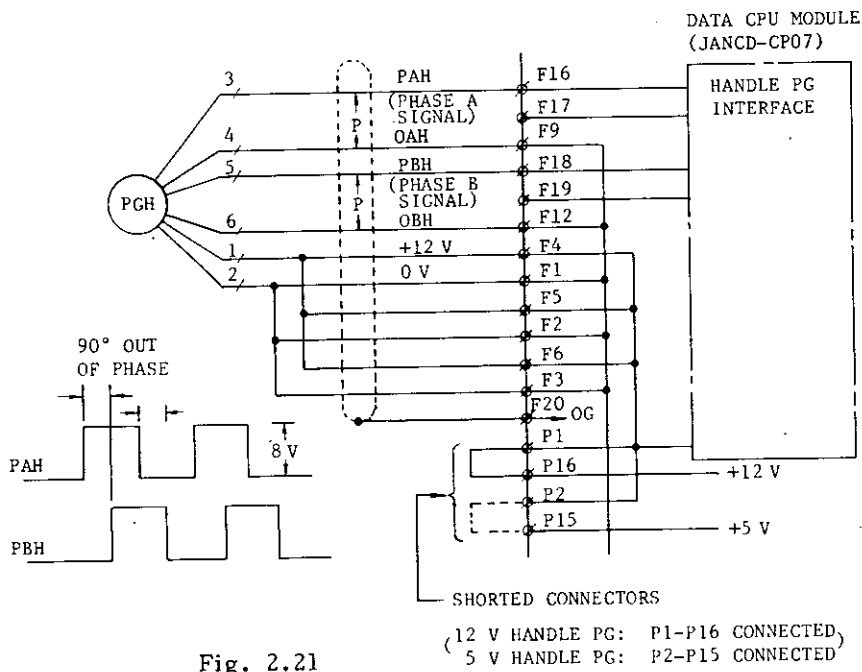 DATA CPU MODULE
(JANCD-CP07)
HANDLE PG
INTERFACE
3 PAH F16
(PHASE A
SIGNAL)
P
F17
4 OAH F9
5 PBH F18
(PHASE B
SIGNAL)
P
F19
PGH
6 OBH F12
1 +12 V F4
2 0 V F1
F5
F2
F6
F3
F20
OG
P1
P16
+12 V
P2
P15
+5 V
90° OUT
OF PHASE
8 V
PAH
PBH
SHORTED CONNECTORS
(12 V HANDLE PG: P1-P16 CONNECTED)
5 V HANDLE PG: P2-P15 CONNECTED
Fig. 2.21